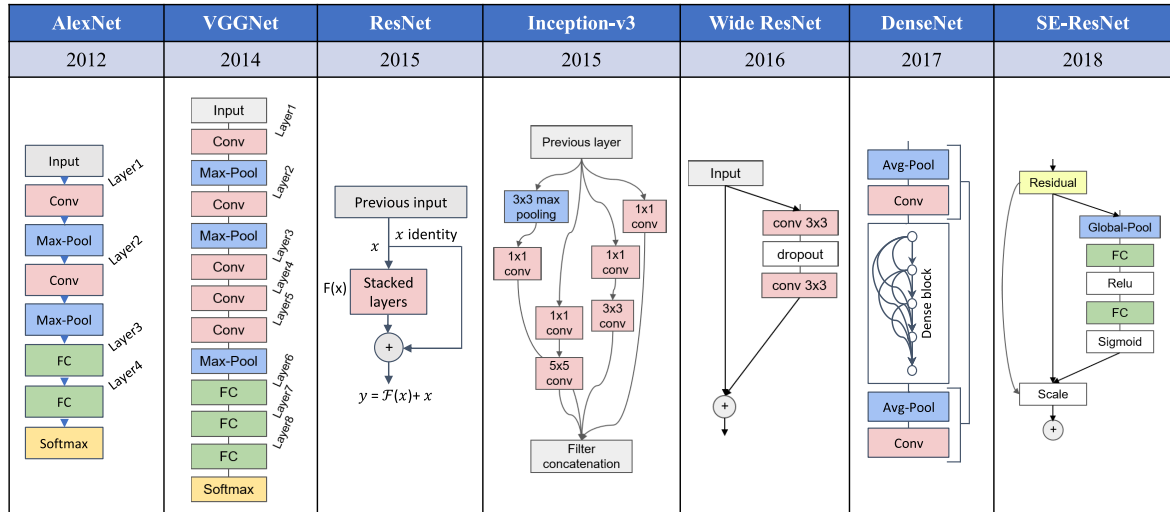 AlexNet
VGGNet
ResNet
Inception-v3
Wide ResNet
DenseNet
SE-ResNet
2012
2014
2015
2015
2016
2017
2018
Input
Layer1
Conv
Max-Pool
Layer2
Conv
Max-Pool
Layer3
FC
Layer4
FC
Softmax
Input
Layer1
Conv
Max-Pool
Layer2
Conv
Max-Pool
Layer3
Conv
Layer4
Conv
Layer5
Conv
Max-Pool
Layer6
FC
Layer7
FC
Layer8
FC
Softmax
Previous input
x
x identity
F(x)
Stacked
layers
+
y = ℱ(x)+ x
Previous layer
3x3 max
pooling
1x1
conv
1x1
conv
1x1
conv
1x1
conv
3x3
conv
5x5
conv
Filter
concatenation
Input
conv 3x3
dropout
conv 3x3
+
Avg-Pool
Conv
Dense block
Avg-Pool
Conv
Residual
Global-Pool
FC
Relu
FC
Sigmoid
Scale
+